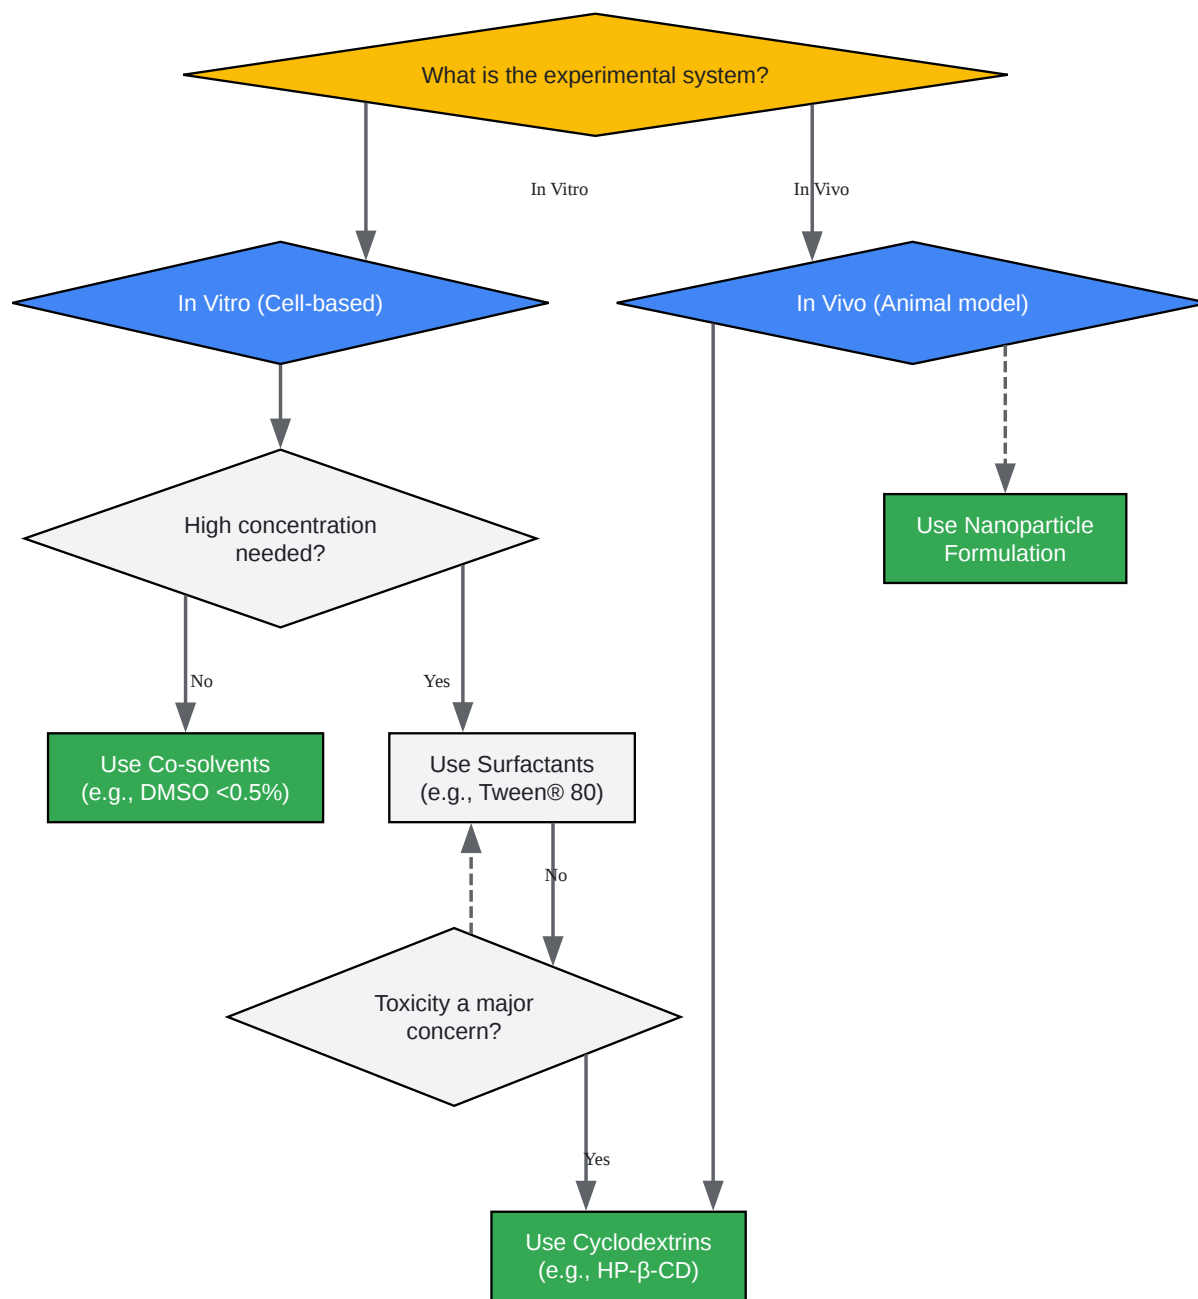 What is the experimental system?
In Vitro
In Vivo
In Vitro (Cell-based)
In Vivo (Animal model)
High concentration
needed?
Use Nanoparticle
Formulation
No
Yes
Use Co-solvents
(e.g., DMSO <0.5%)
Use Surfactants
(e.g., Tween® 80)
No
Toxicity a major
concern?
Yes
Use Cyclodextrins
(e.g., HP-β-CD)